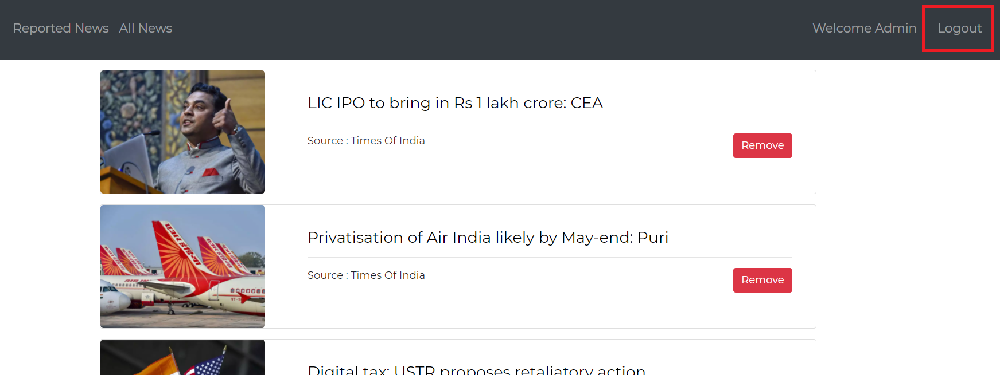 Reported News All News Welcome Admin Logout
LIC IPO to bring in Rs 1 lakh crore: CEA
Source : Times Of India
Remove
Privatisation of Air India likely by May-end: Puri
Source : Times Of India
Remove
AIR INDIA
Digital tax: USTR proposes retaliatory action